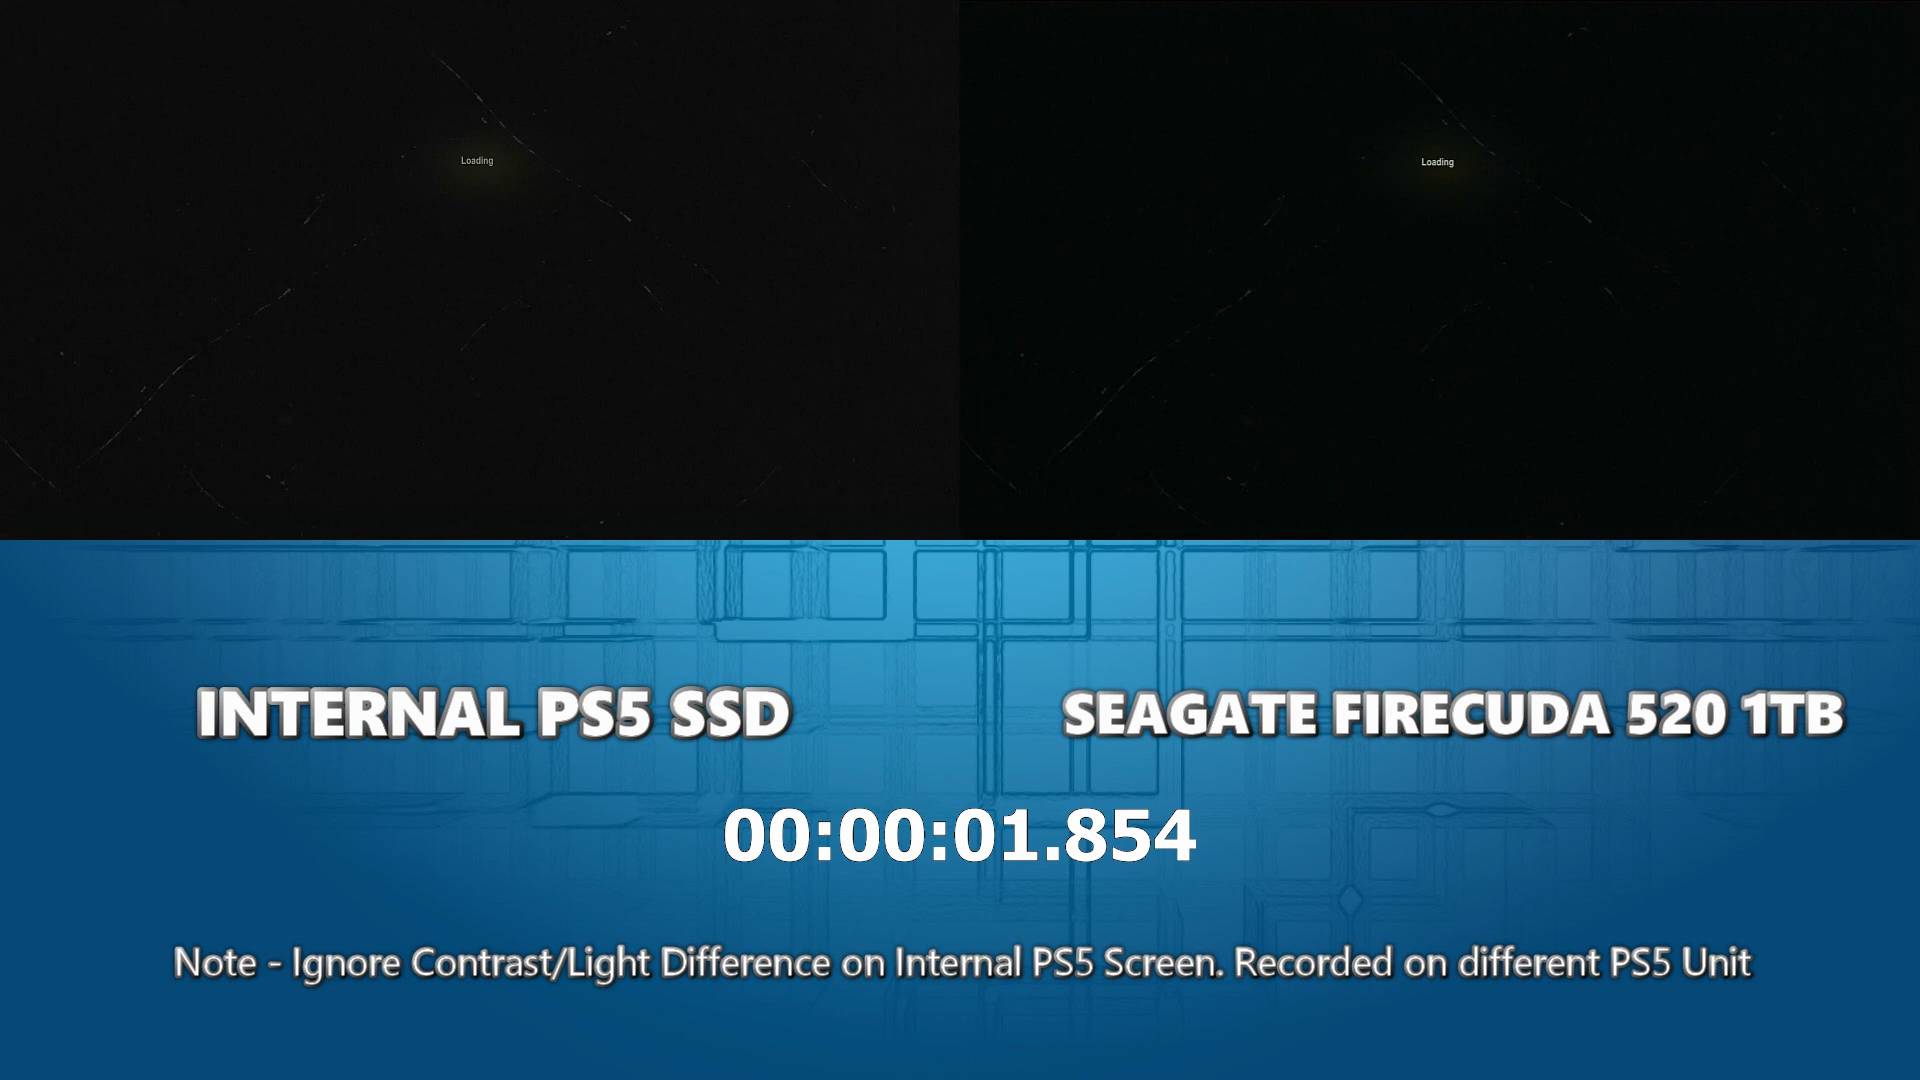 Loading
Loading
INTERNAL PS5 SSD
SEAGATE FIRECUDA 520 1TB
00:00:01.854
Note - Ignore Contrast/Light Difference on Internal PS5 Screen. Recorded on different PS5 Unit